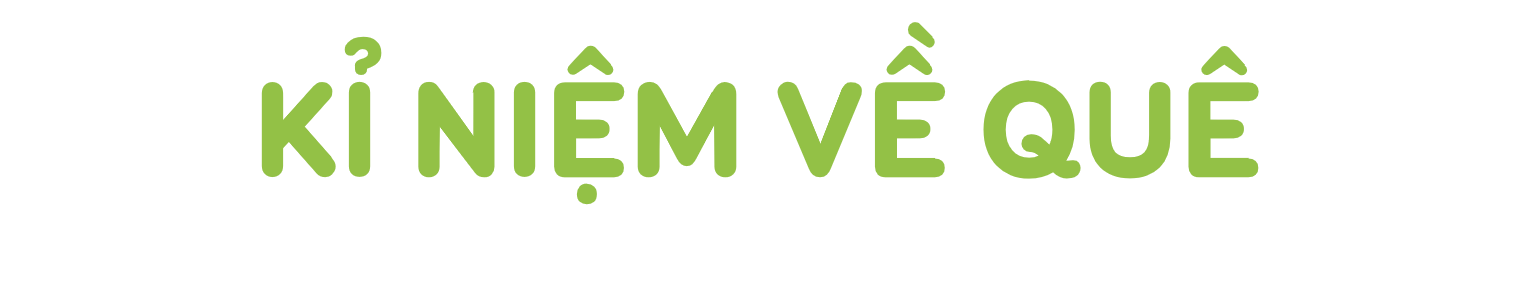 KỈ NIỆM VỀ QUÊ